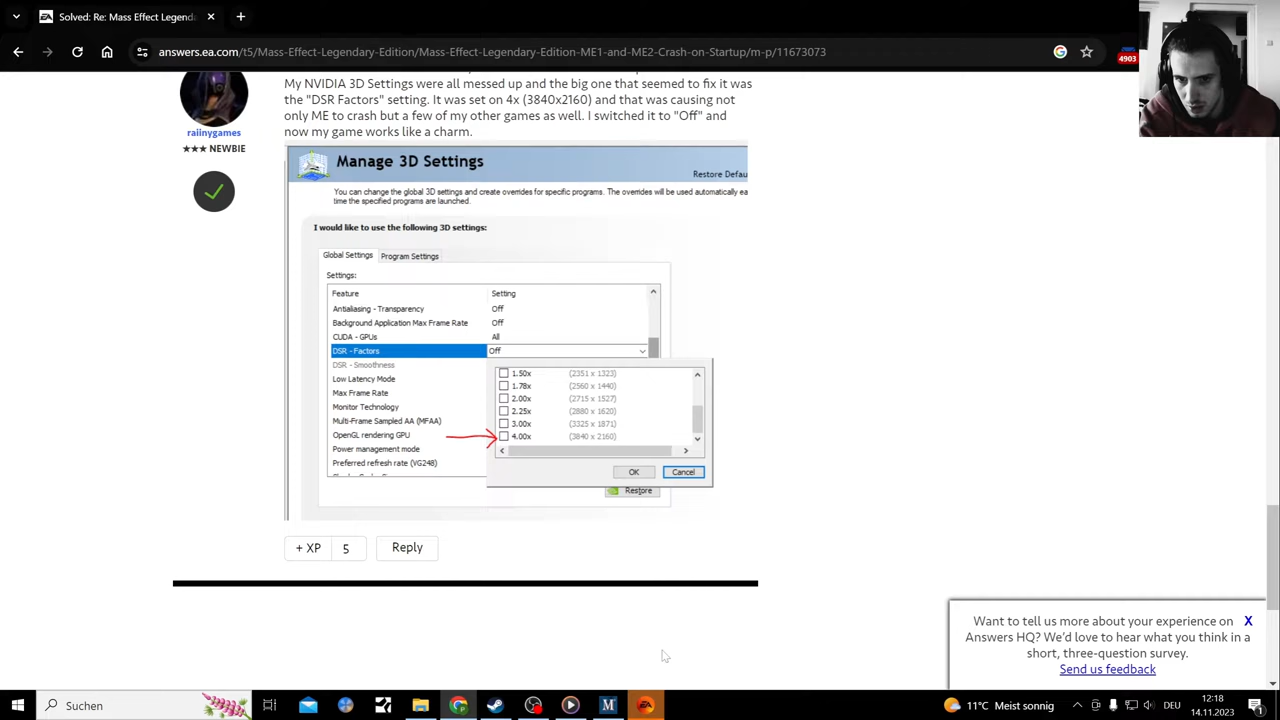 Solved: Re: Mass Effect Legenda
answers.ea.com/t5/Mass-Effect-Legendary-Edition/Mass-Effect-Legendary-Edition-ME1-and-ME2-Crash-on-Startup/m-p/11673073
4903
My NVIDIA 3D Settings were all messed up and the big one that seemed to fix it was
the "DSR Factors" setting. It was set on 4x (3840x2160) and that was causing not
only ME to crash but a few of my other games as well. I switched it to "Off" and
now my game works like a charm.
raiinygames
★★★ NEWBIE
Manage 3D Settings
Restore Defau
You can change the global 3D settings and create overrides for specific programs. The overrides will be used automatically ea
time the specified programs are launched.
I would like to use the following 3D settings:
Global Settings Program Settings
Settings:
Feature Setting
Antialiasing - Transparency Off
Background Application Max Frame Rate Off
CUDA - GPUs All
DSR - Factors Off
DSR - Smoothness
Low Latency Mode
Max Frame Rate
Monitor Technology
Multi-Frame Sampled AA (MFAA)
OpenGL rendering GPU
Power management mode
Preferred refresh rate (VG248)
1.50x (2351 x 1323)
1.78x (2560 x 1440)
2.00x (2715 x 1527)
2.25x (2880 x 1620)
3.00x (3325 x 1871)
4.00x (3840 x 2160)
OK Cancel
Restore
+ XP 5 Reply
Want to tell us more about your experience on X
Answers HQ? We'd love to hear what you think in a
short, three-question survey.
Send us feedback
Suchen
11°C Meist sonnig
DEU
12:18
14.11.2023
1